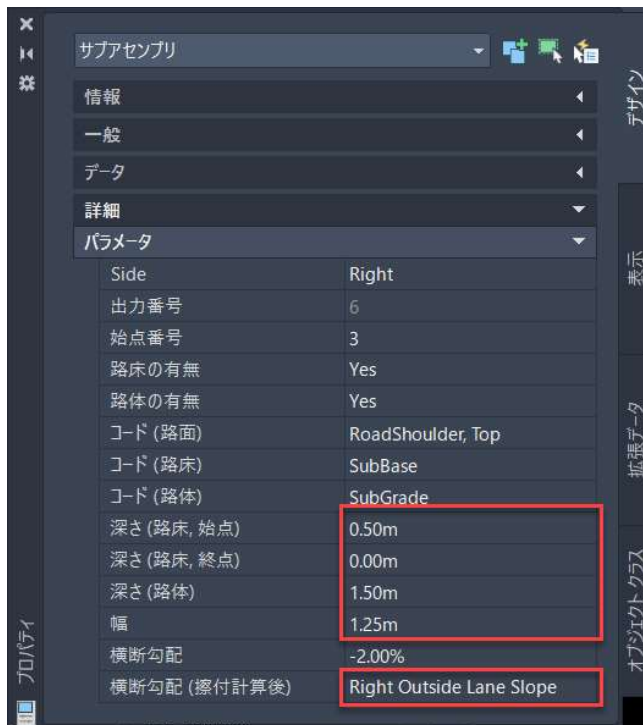 サブアセンブリ
情報
一般
データ
詳細
パラメータ
Side Right
出力番号 6
始点番号 3
路床の有無 Yes
路体の有無 Yes
コード (路面) RoadShoulder, Top
コード (路床) SubBase
コード (路体) SubGrade
深さ (路床, 始点) 0.50m
深さ (路床, 終点) 0.00m
深さ (路体) 1.50m
幅 1.25m
横断勾配 -2.00%
横断勾配 (擦付計算後) Right Outside Lane Slope
デザイン
表示
拡張データ
オブジェクト クラス
プロパティ